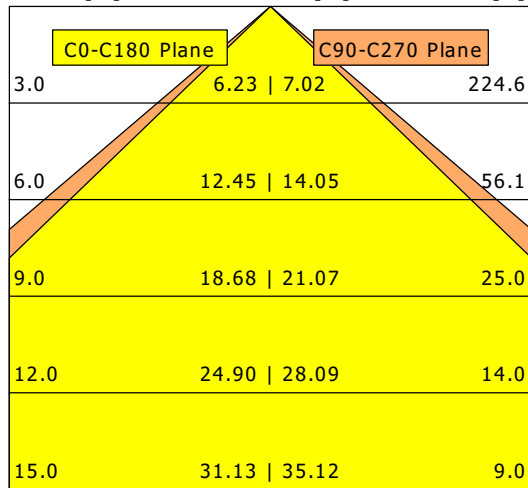 C0-C180 Plane C90-C270 Plane
3.0 6.23 | 7.02 224.6
6.0 12.45 | 14.05 56.1
9.0 18.68 | 21.07 25.0
12.0 24.90 | 28.09 14.0
15.0 31.13 | 35.12 9.0